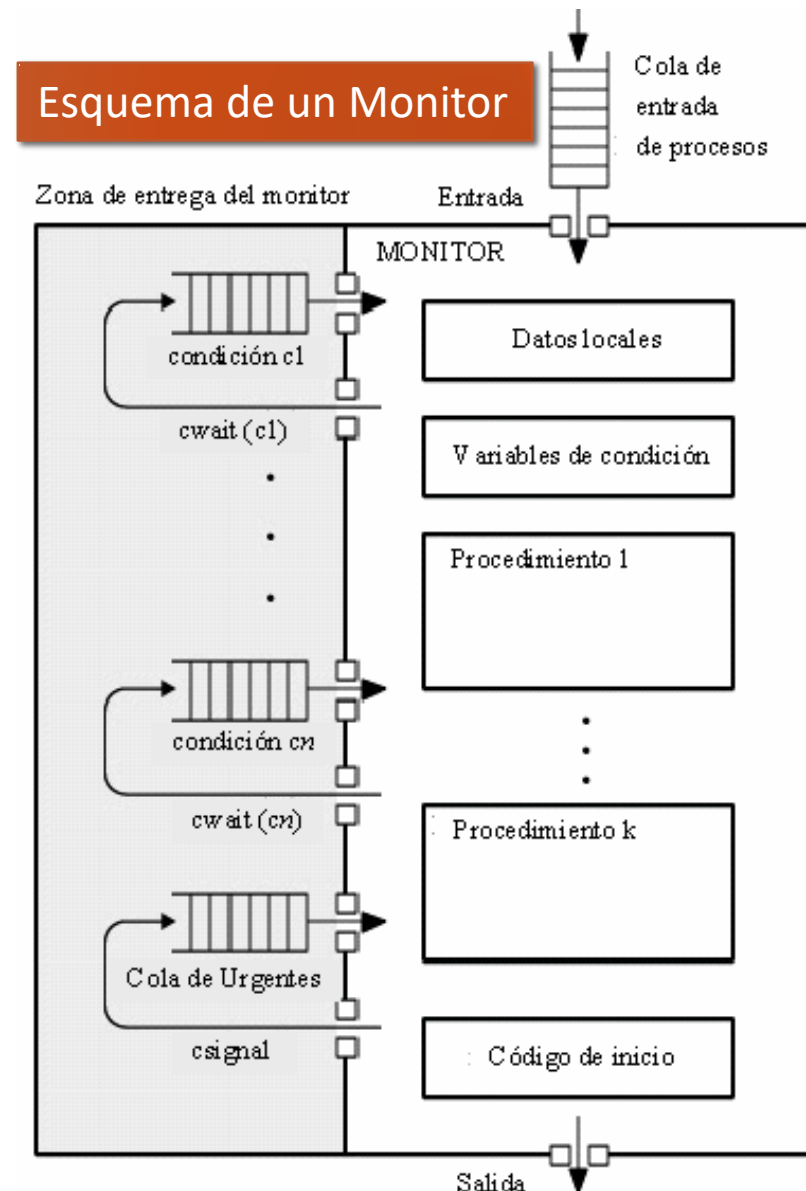 Esquema de un Monitor
Cola de
entrada
de procesos
Zona de entrega del monitor
Entrada
MONITOR
condición c1
cwait (c1)
Datos locales
Variables de condición
Procedimiento 1
condición cn
cwait (cn)
Procedimiento k
Cola de Urgentes
csignal
Código de inicio
Salida